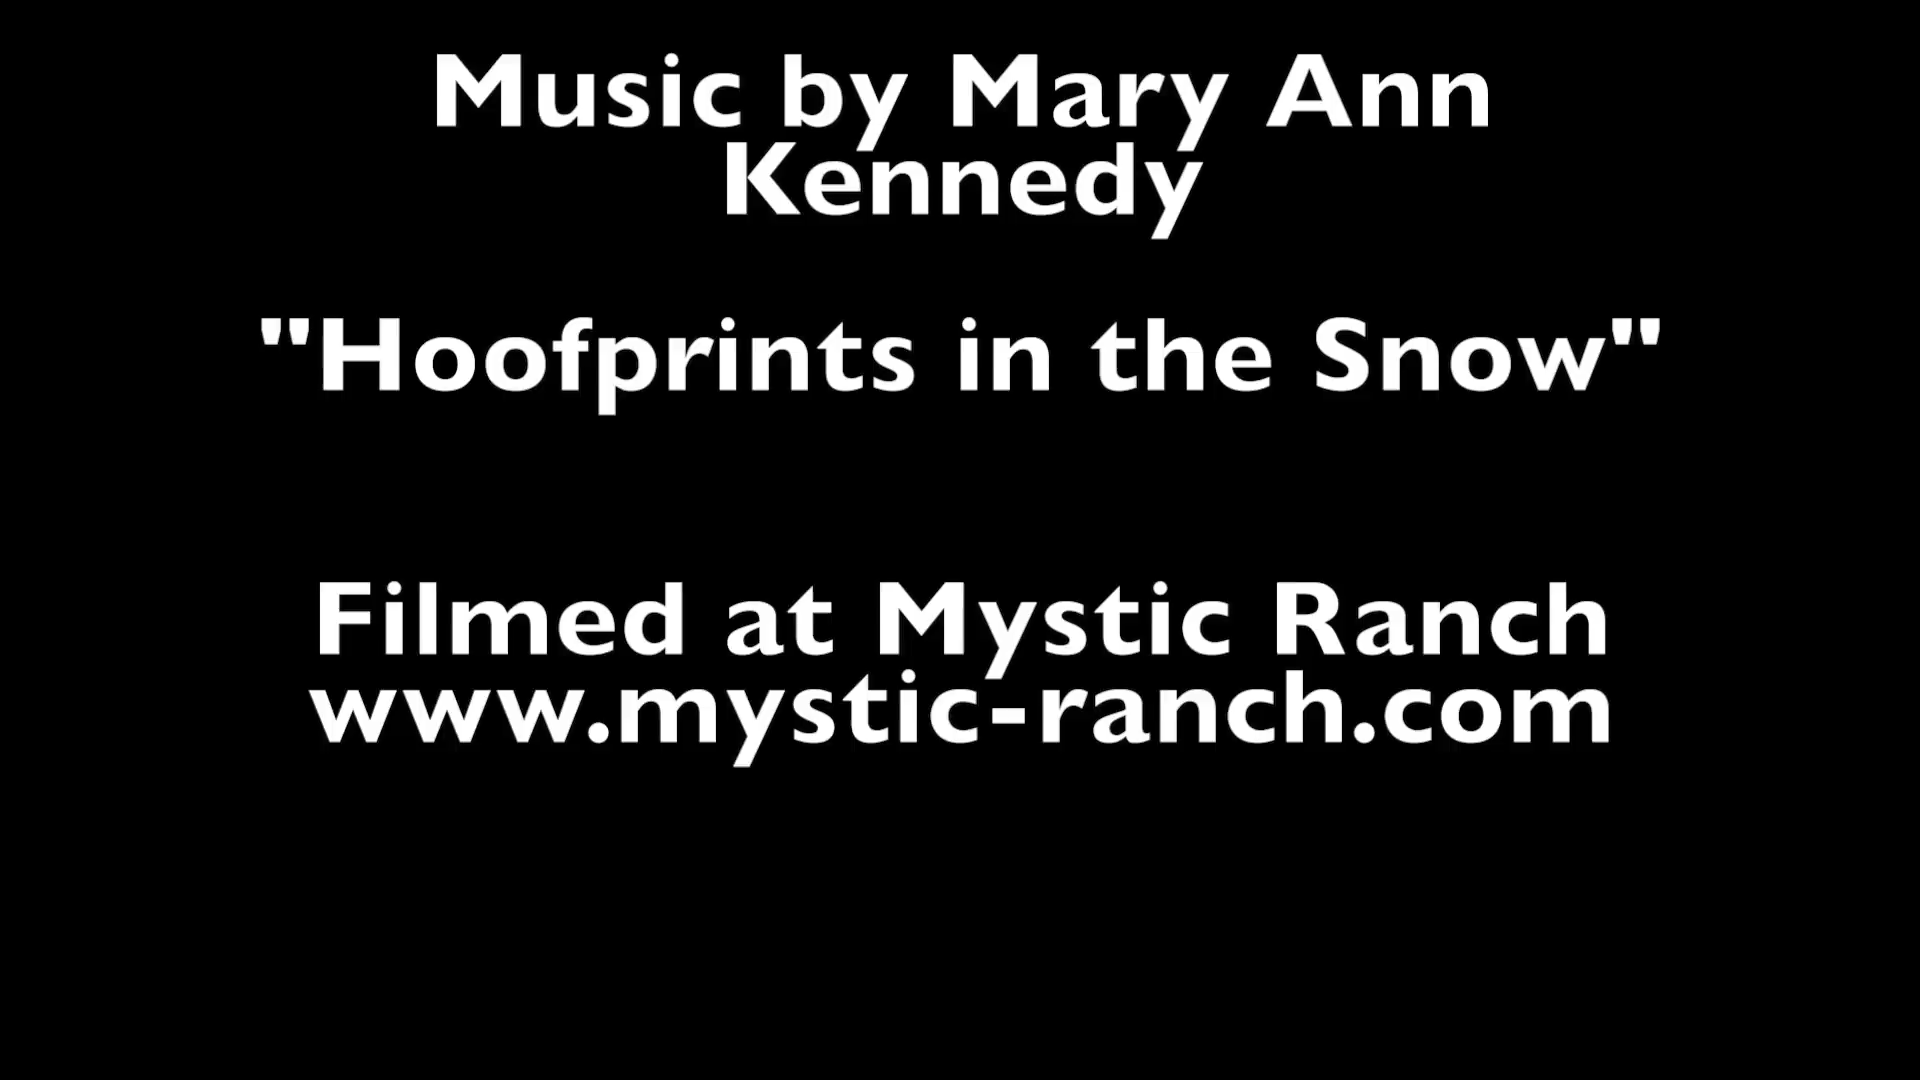 Music by Mary Ann
Kennedy
"Hoofprints in the Snow"
Filmed at Mystic Ranch
www.mystic-ranch.com